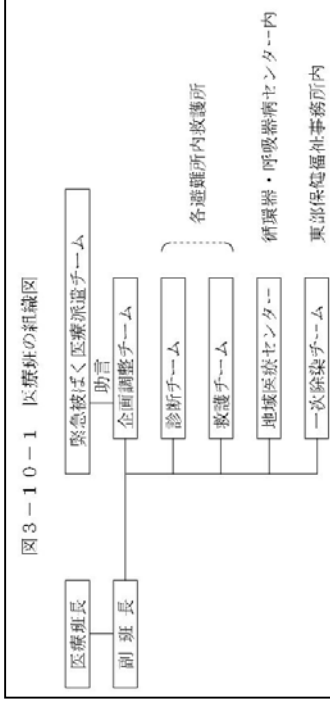 図3－10－1　医療班の組織図
医療班長
緊急被ばく医療派遣チーム
助言
副班長
企画調整チーム
診断チーム
各避難所内救護所
救護チーム
地域医療センター
循環器・呼吸器病センター内
一次除染チーム
東部保健福祉事務所内